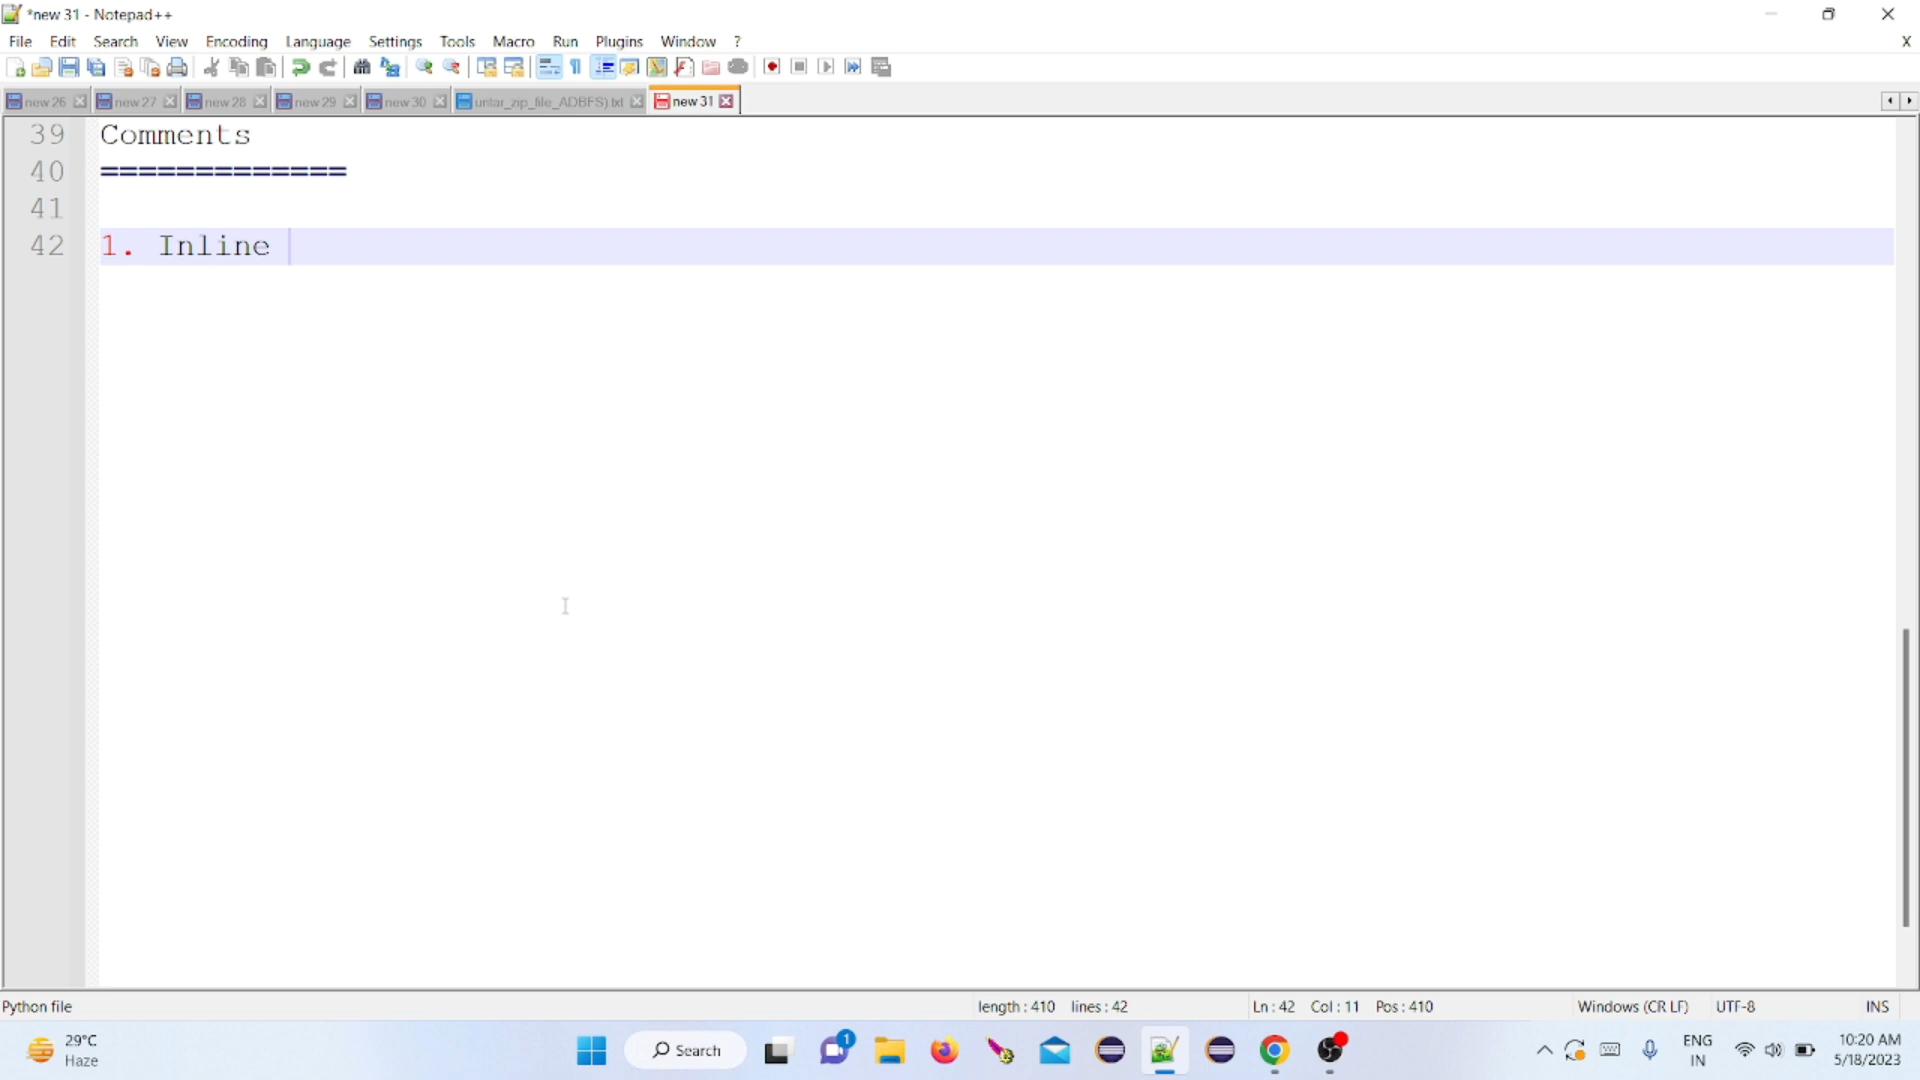 *new 31 - Notepad++
File Edit Search View Encoding Language Settings Tools Macro Run Plugins Window ? X
new 26 new 27 new 28 new 29 new 30 untar_zip_file_ADBFS).txt new 31
39 Comments
40 =============
41
42 1. Inline
Python file length : 410 lines : 42 Ln : 42 Col : 11 Pos : 410 Windows (CR LF) UTF-8 INS
29°C
Haze
Search
1
ENG
IN
10:20 AM
5/18/2023